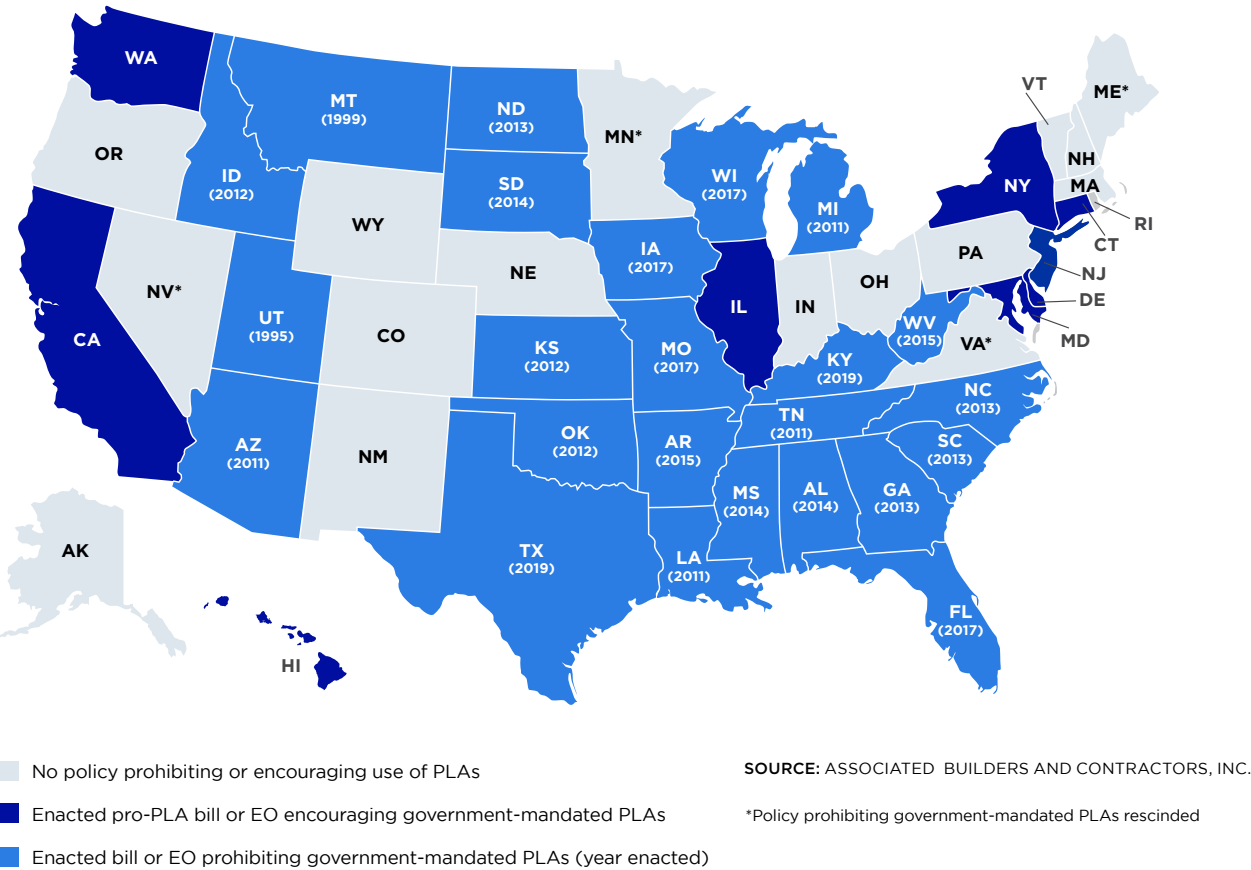 WA
VT
ME*
MT
(1999)
ND
(2013)
MN*
OR
NH
ID
(2012)
SD
(2014)
WI
(2017)
NY
MA
MI
(2011)
RI
WY
CT
IA
(2017)
PA
NE
NJ
NV*
OH
DE
IL
IN
UT
(1995)
CO
WV
(2015)
MD
CA
KS
(2012)
MO
(2017)
VA*
KY
(2019)
NC
(2013)
TN
(2011)
AZ
(2011)
OK
(2012)
AR
(2015)
SC
(2013)
NM
MS
(2014)
AL
(2014)
GA
(2013)
AK
TX
(2019)
LA
(2011)
FL
(2017)
HI
No policy prohibiting or encouraging use of PLAs
Enacted pro-PLA bill or EO encouraging government-mandated PLAs
Enacted bill or EO prohibiting government-mandated PLAs (year enacted)
SOURCE: ASSOCIATED BUILDERS AND CONTRACTORS, INC.
*Policy prohibiting government-mandated PLAs rescinded